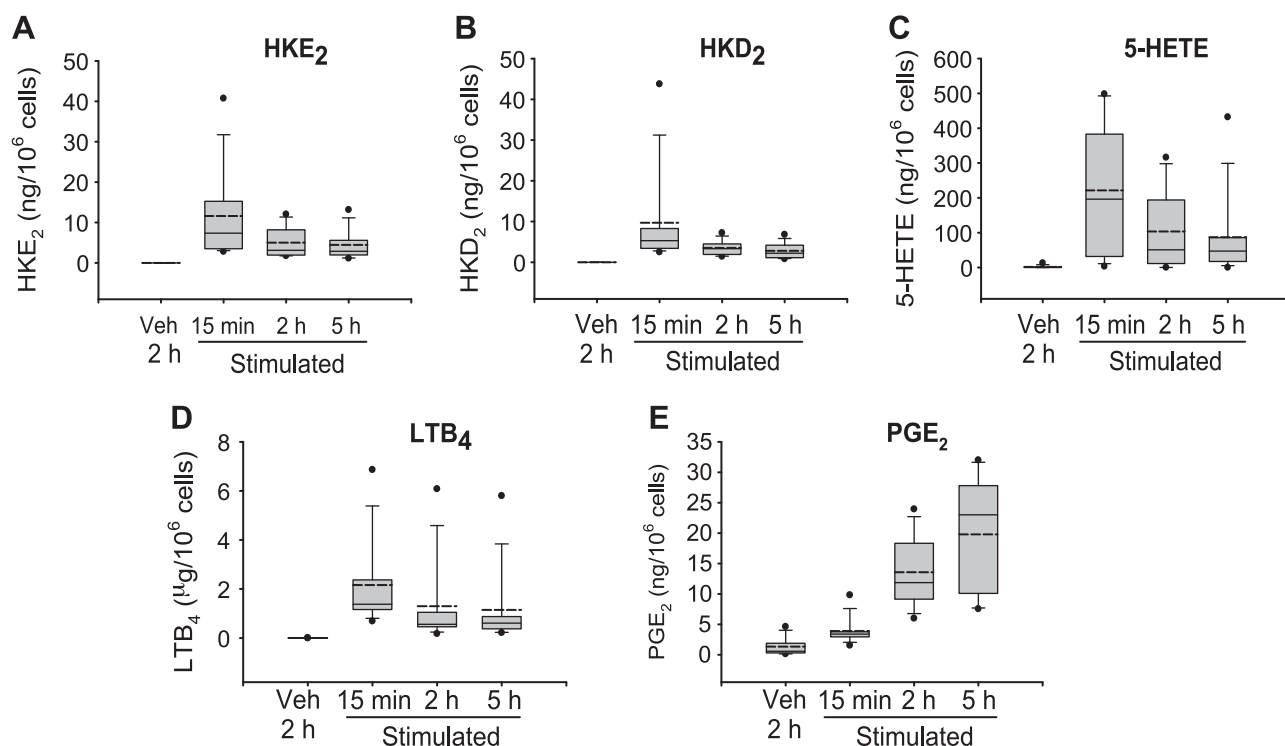 A
HKE2
HKE2 (ng/10^6 cells)
50
40
30
20
10
0
Veh 15 min 2 h 5 h
2 h Stimulated
B
HKD2
HKD2 (ng/10^6 cells)
50
40
30
20
10
0
Veh 15 min 2 h 5 h
2 h Stimulated
C
5-HETE
5-HETE (ng/10^6 cells)
600
500
400
300
200
100
0
Veh 15 min 2 h 5 h
2 h Stimulated
D
LTB4
LTB4 (μg/10^6 cells)
8
6
4
2
0
Veh 15 min 2 h 5 h
2 h Stimulated
E
PGE2
PGE2 (ng/10^6 cells)
35
30
25
20
15
10
5
0
Veh 15 min 2 h 5 h
2 h Stimulated